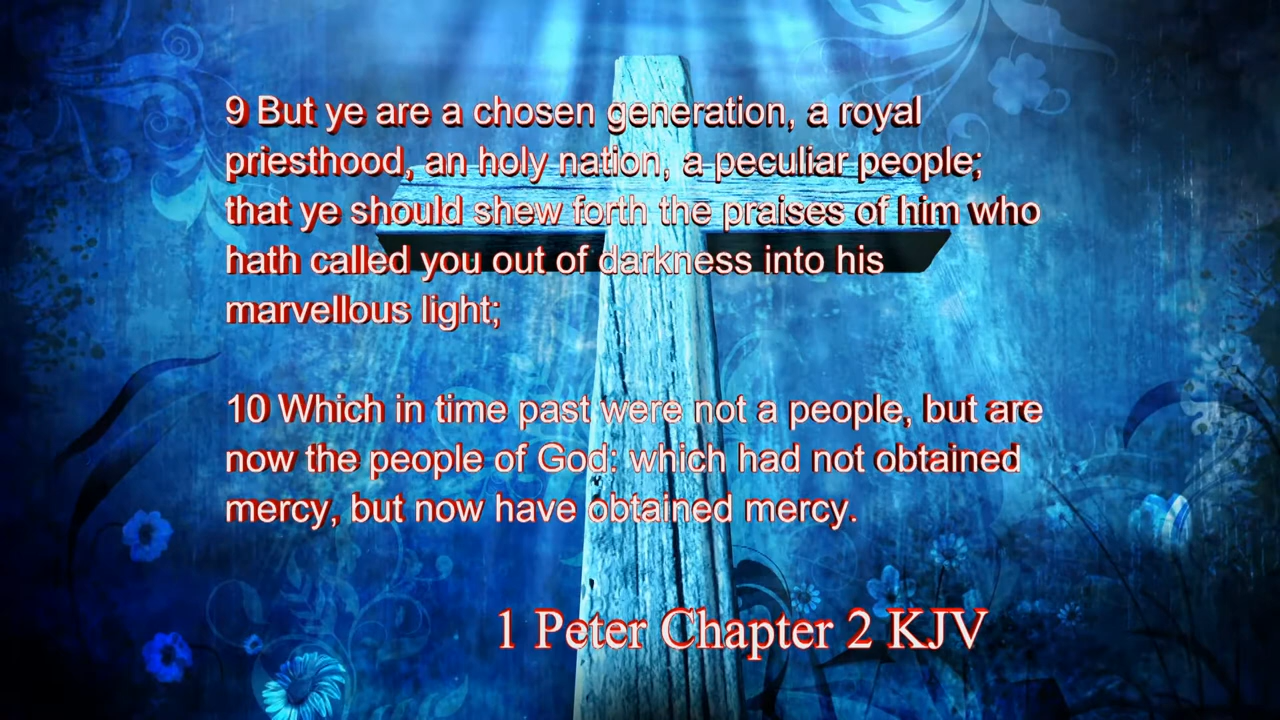 9 But ye are a chosen generation, a royal
priesthood, an holy nation, a peculiar people;
that ye should shew forth the praises of him who
hath called you out of darkness into his
marvellous light;
10 Which in time past were not a people, but are
now the people of God: which had not obtained
mercy, but now have obtained mercy.
1 Peter Chapter 2 KJV